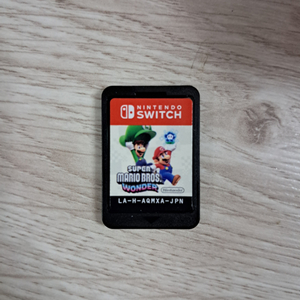 NINTENDO
SWITCH
SUPER
MARIO BROS.
WONDER
Nintendo
LA-H-AQMXA-JPN